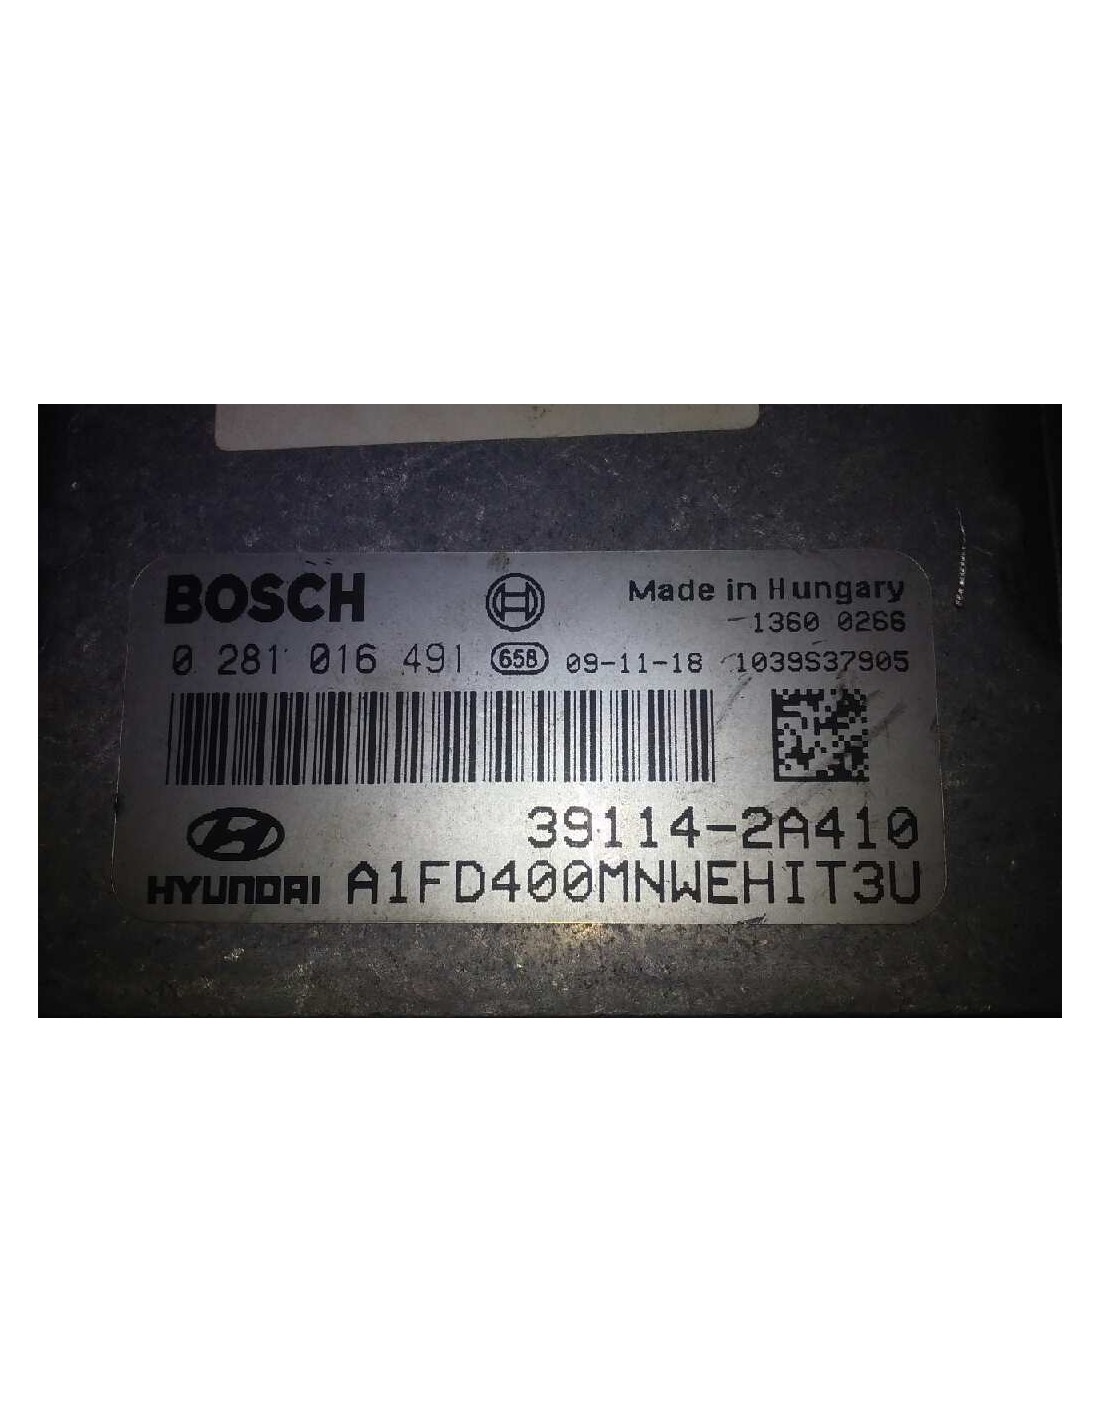 BOSCH
Made in Hungary
1360 0266
0 281 016 491 658 09-11-18 1039S37905
39114-2A410
HYUNDAI A1FD400MNWEHIT3U